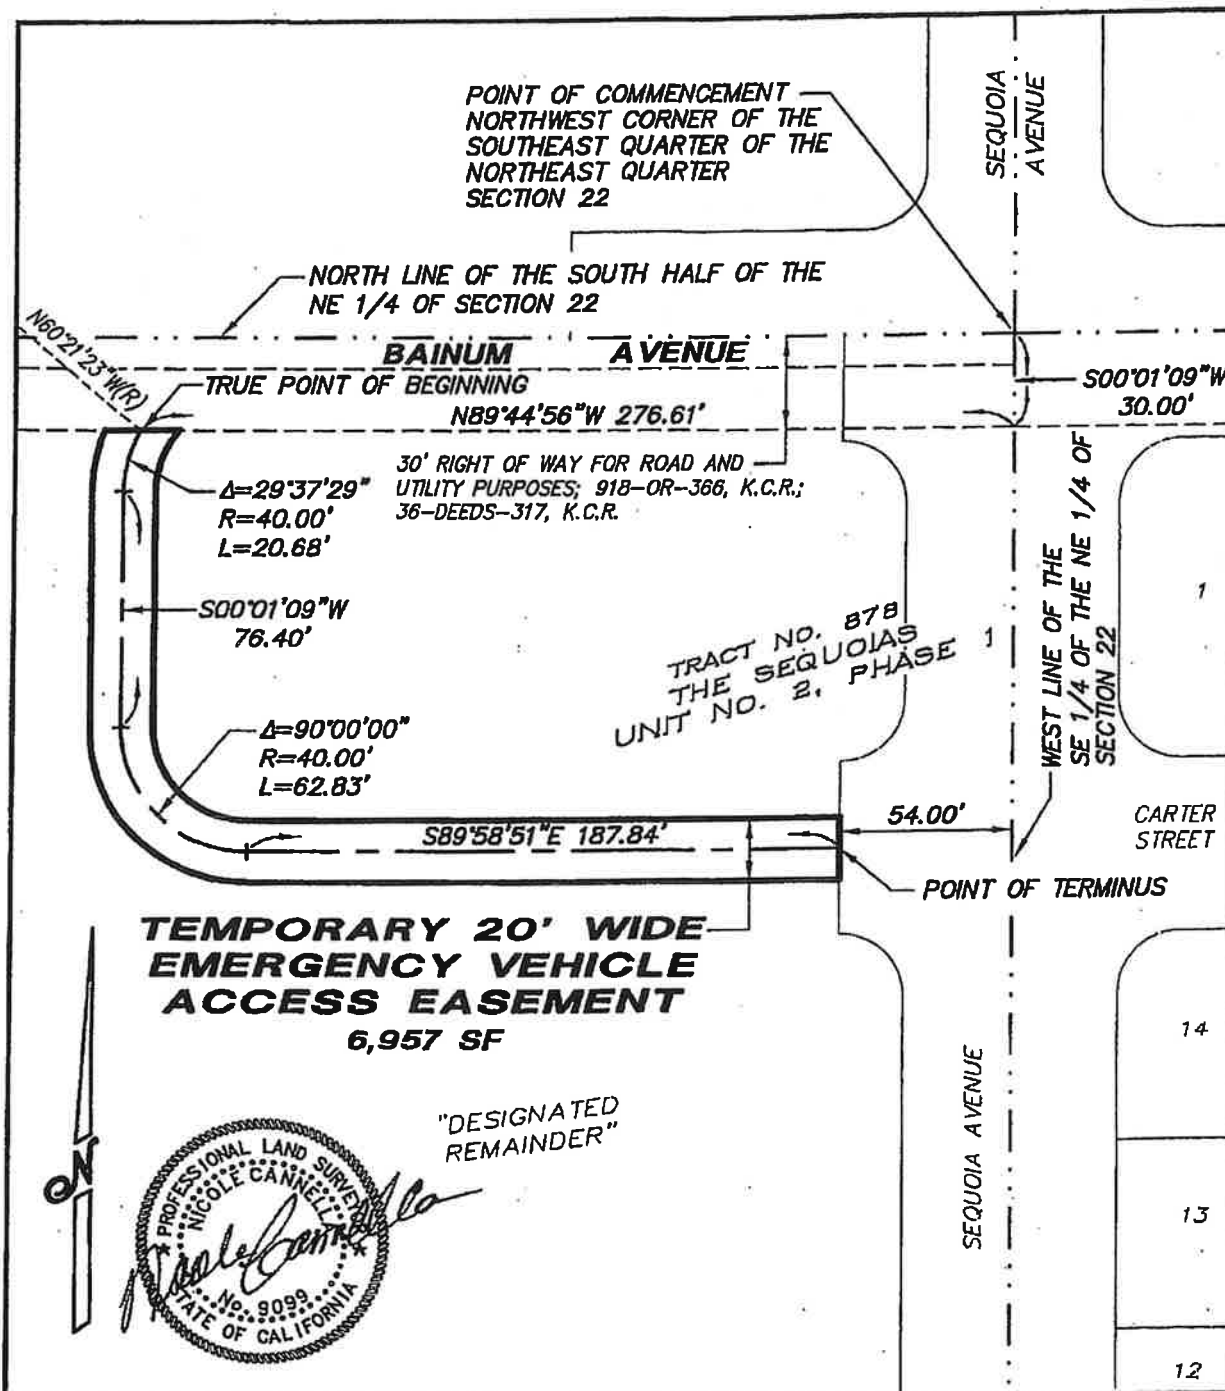 POINT OF COMMENCEMENT
NORTHWEST CORNER OF THE
SOUTHEAST QUARTER OF THE
NORTHEAST QUARTER
SECTION 22
SEQUOIA
AVENUE
NORTH LINE OF THE SOUTH HALF OF THE
NE 1/4 OF SECTION 22
N60°21'23"W(R)
BAINUM AVENUE
TRUE POINT OF BEGINNING
N89°44'56"W 276.61'
S00°01'09"W
30.00'
30' RIGHT OF WAY FOR ROAD AND
UTILITY PURPOSES; 918-OR-366, K.C.R.;
36-DEEDS-317, K.C.R.
Δ=29°37'29"
R=40.00'
L=20.68'
S00°01'09"W
76.40'
TRACT NO. 878
THE SEQUOIAS
UNIT NO. 2, PHASE 1
WEST LINE OF THE
SE 1/4 OF THE NE 1/4 OF
SECTION 22
1
Δ=90°00'00"
R=40.00'
L=62.83'
S89°58'51"E 187.84'
54.00'
CARTER
STREET
POINT OF TERMINUS
TEMPORARY 20' WIDE
EMERGENCY VEHICLE
ACCESS EASEMENT
6,957 SF
"DESIGNATED
REMAINDER"
SEQUOIA AVENUE
14
13
12
N
PROFESSIONAL LAND SURVEYOR
NICOLE CANNELLA
No. 9099
STATE OF CALIFORNIA
Nicole Cannella